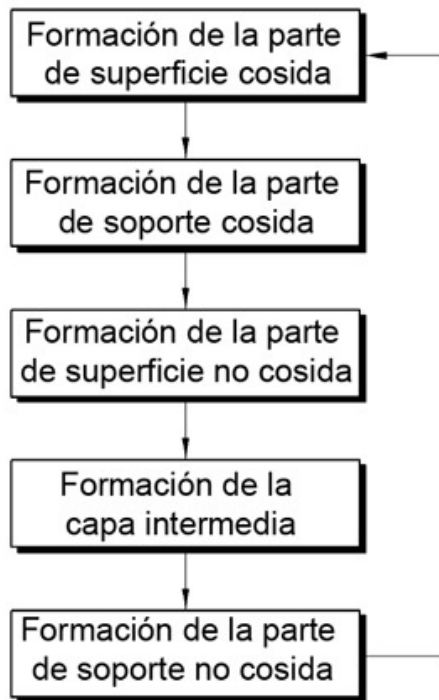 Formación de la parte
de superficie cosida
Formación de la parte
de soporte cosida
Formación de la parte
de superficie no cosida
Formación de la
capa intermedia
Formación de la parte
de soporte no cosida